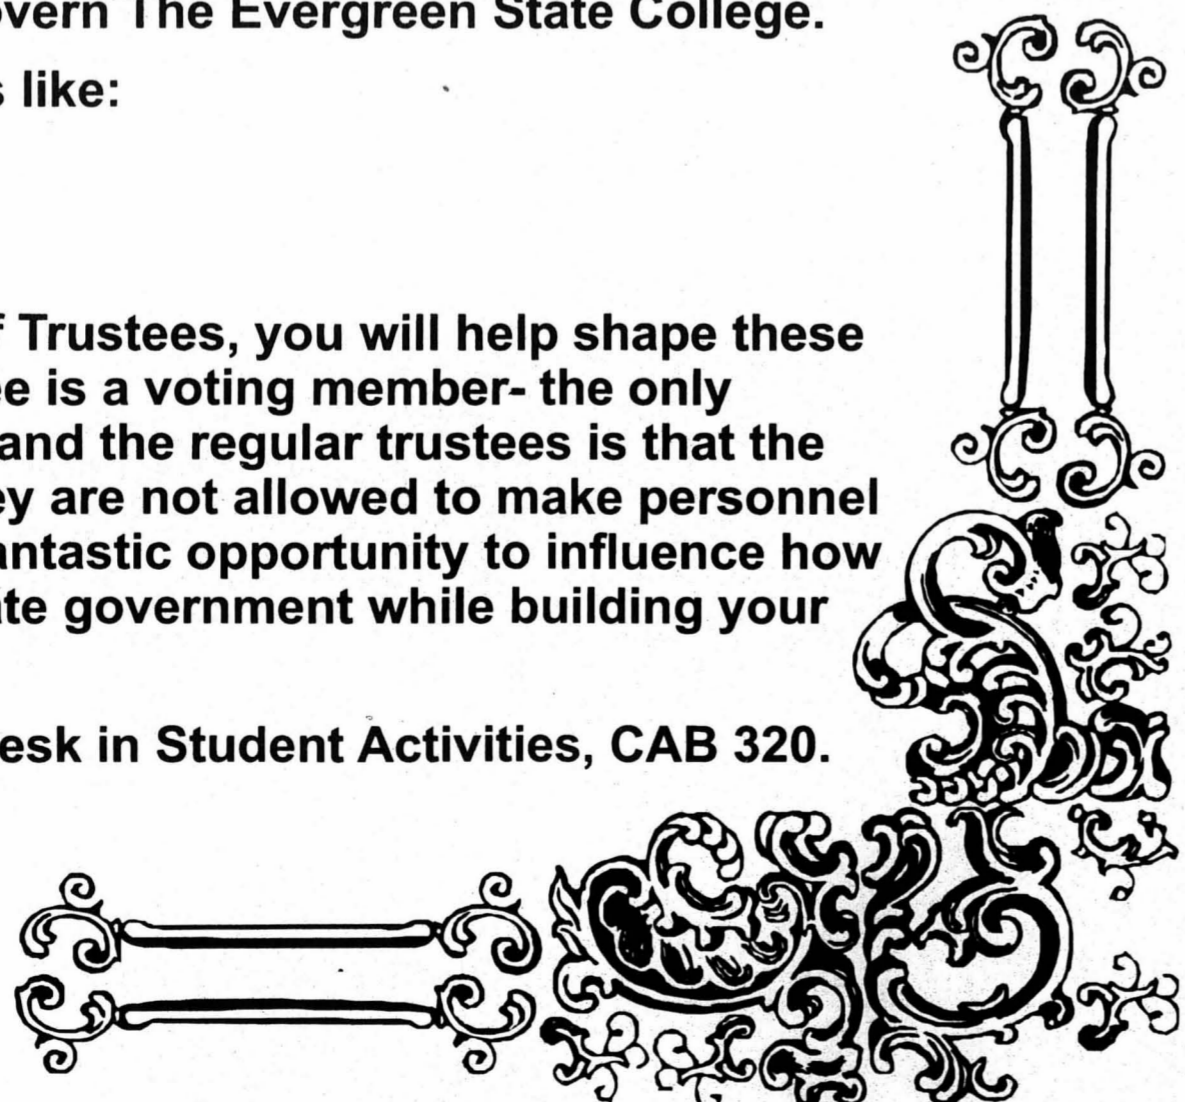 overn The Evergreen State College.
s like:
f Trustees, you will help shape these
ee is a voting member- the only
and the regular trustees is that the
ey are not allowed to make personnel
antastic opportunity to influence how
ate government while building your
esk in Student Activities, CAB 320.